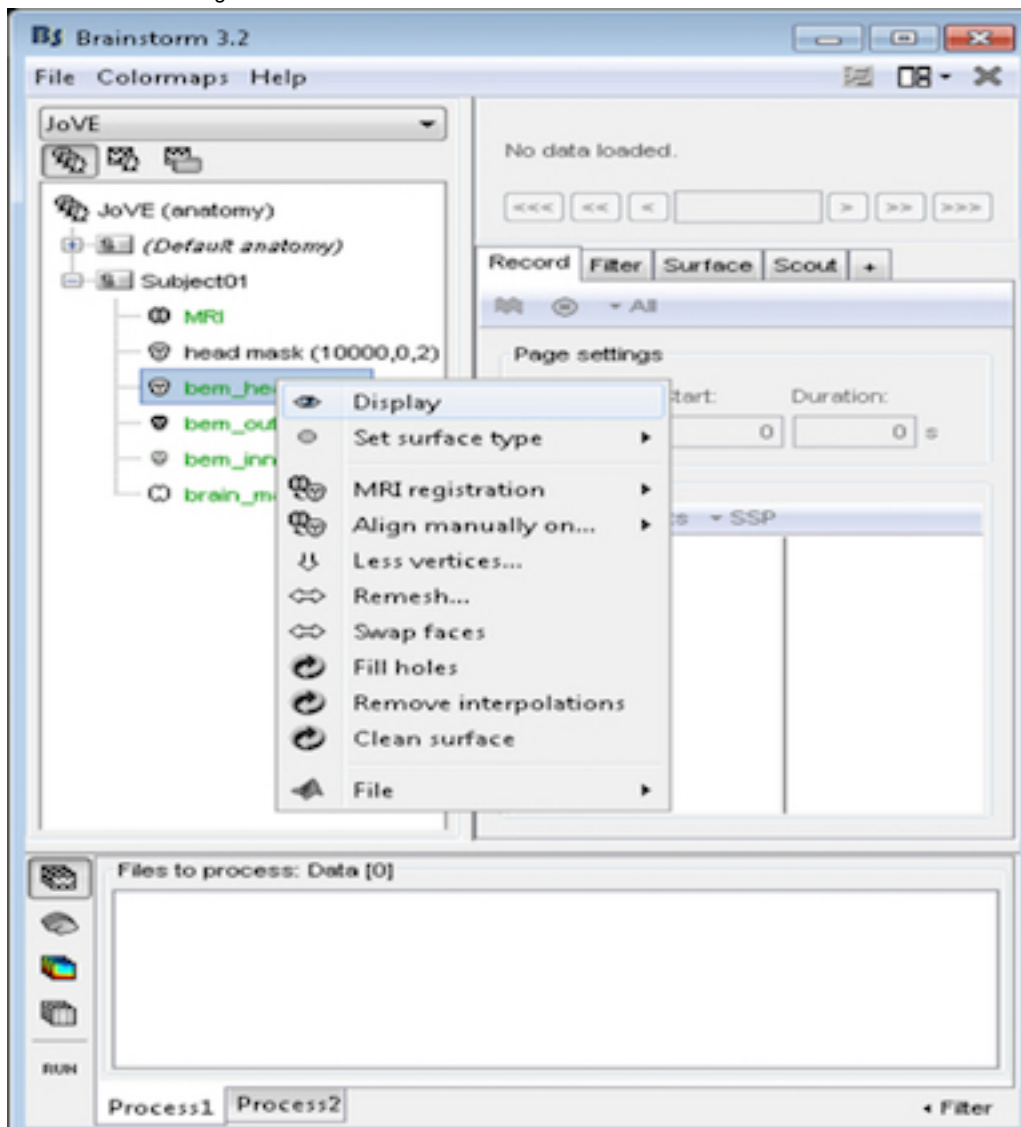 Bs Brainstorm 3.2
File Colormaps Help
JoVE
JoVE (anatomy)
(Default anatomy)
Subject01
MRI
head mask (10000,0,2)
bem_hea
bem_out
bem_inn
brain_m
Display
Set surface type
MRI registration
Align manually on...
Less vertices...
Remesh...
Swap faces
Fill holes
Remove interpolations
Clean surface
File
No data loaded.
<<< << < > >> >>>
Record Filter Surface Scout +
All
Page settings
Start: Duration:
0 0 s
s SSP
Files to process: Data [0]
RUN
Process1 Process2
Filter